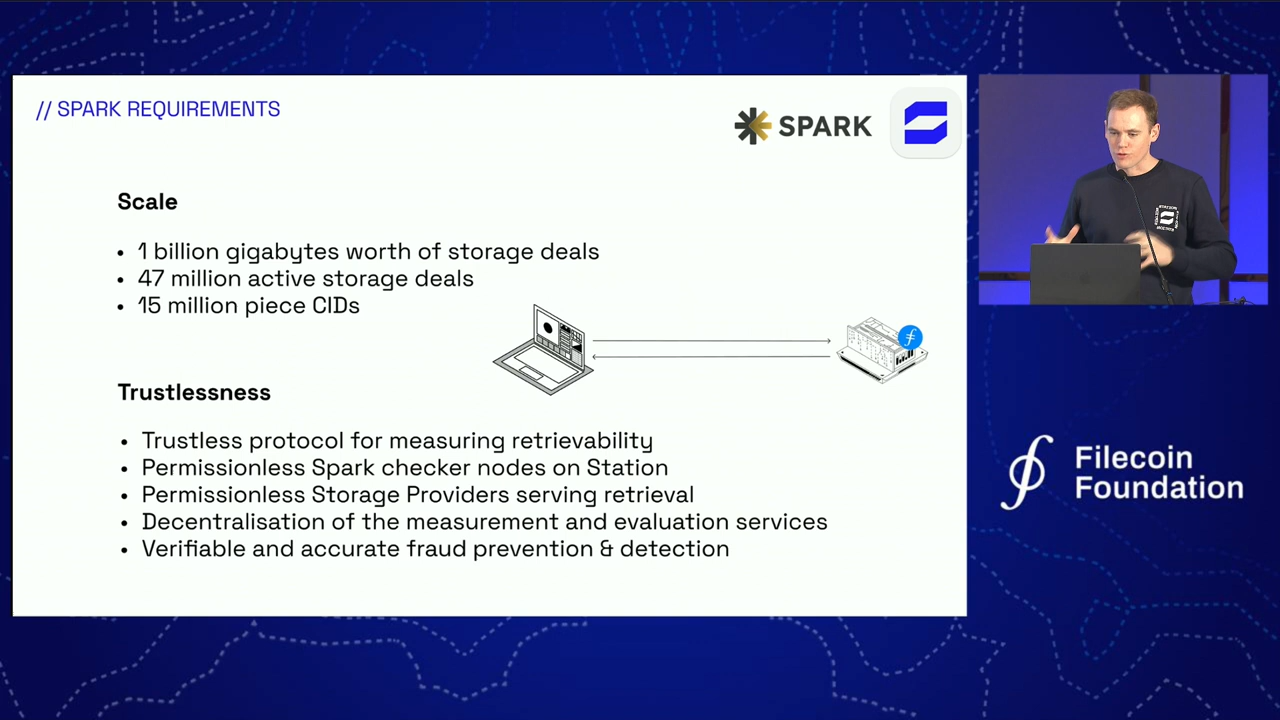 // SPARK REQUIREMENTS
SPARK
Scale
• 1 billion gigabytes worth of storage deals
• 47 million active storage deals
• 15 million piece CIDs
Trustlessness
• Trustless protocol for measuring retrievability
• Permissionless Spark checker nodes on Station
• Permissionless Storage Providers serving retrieval
• Decentralisation of the measurement and evaluation services
• Verifiable and accurate fraud prevention & detection
Filecoin
Foundation